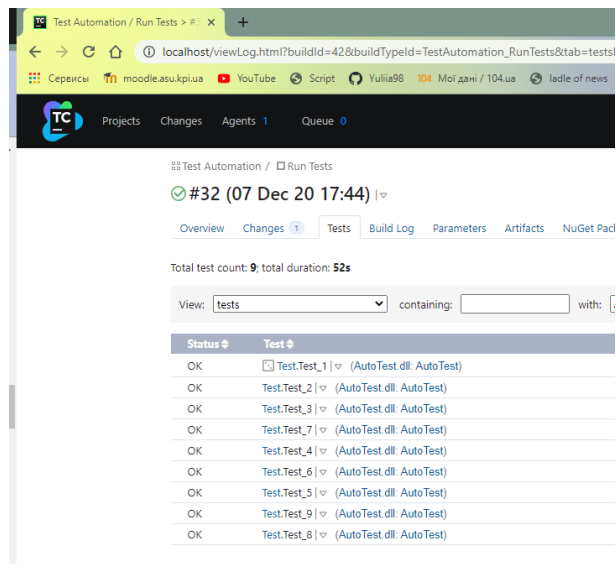 TC Test Automation / Run Tests > #3 × +
localhost/viewLog.html?buildId=42&buildTypeId=TestAutomation_RunTests&tab=tests
Сервисы moodle.asu.kpi.ua YouTube Script Yuliia98 104 Мої дані / 104.ua ladle of news
TC Projects Changes Agents 1 Queue 0
Test Automation / Run Tests
#32 (07 Dec 20 17:44)
Overview Changes 1 Tests Build Log Parameters Artifacts NuGet Pac
Total test count: 9; total duration: 52s
View: tests containing: with:
Status Test
OK Test.Test_1 (AutoTest.dll: AutoTest)
OK Test.Test_2 (AutoTest.dll: AutoTest)
OK Test.Test_3 (AutoTest.dll: AutoTest)
OK Test.Test_7 (AutoTest.dll: AutoTest)
OK Test.Test_4 (AutoTest.dll: AutoTest)
OK Test.Test_6 (AutoTest.dll: AutoTest)
OK Test.Test_5 (AutoTest.dll: AutoTest)
OK Test.Test_9 (AutoTest.dll: AutoTest)
OK Test.Test_8 (AutoTest.dll: AutoTest)